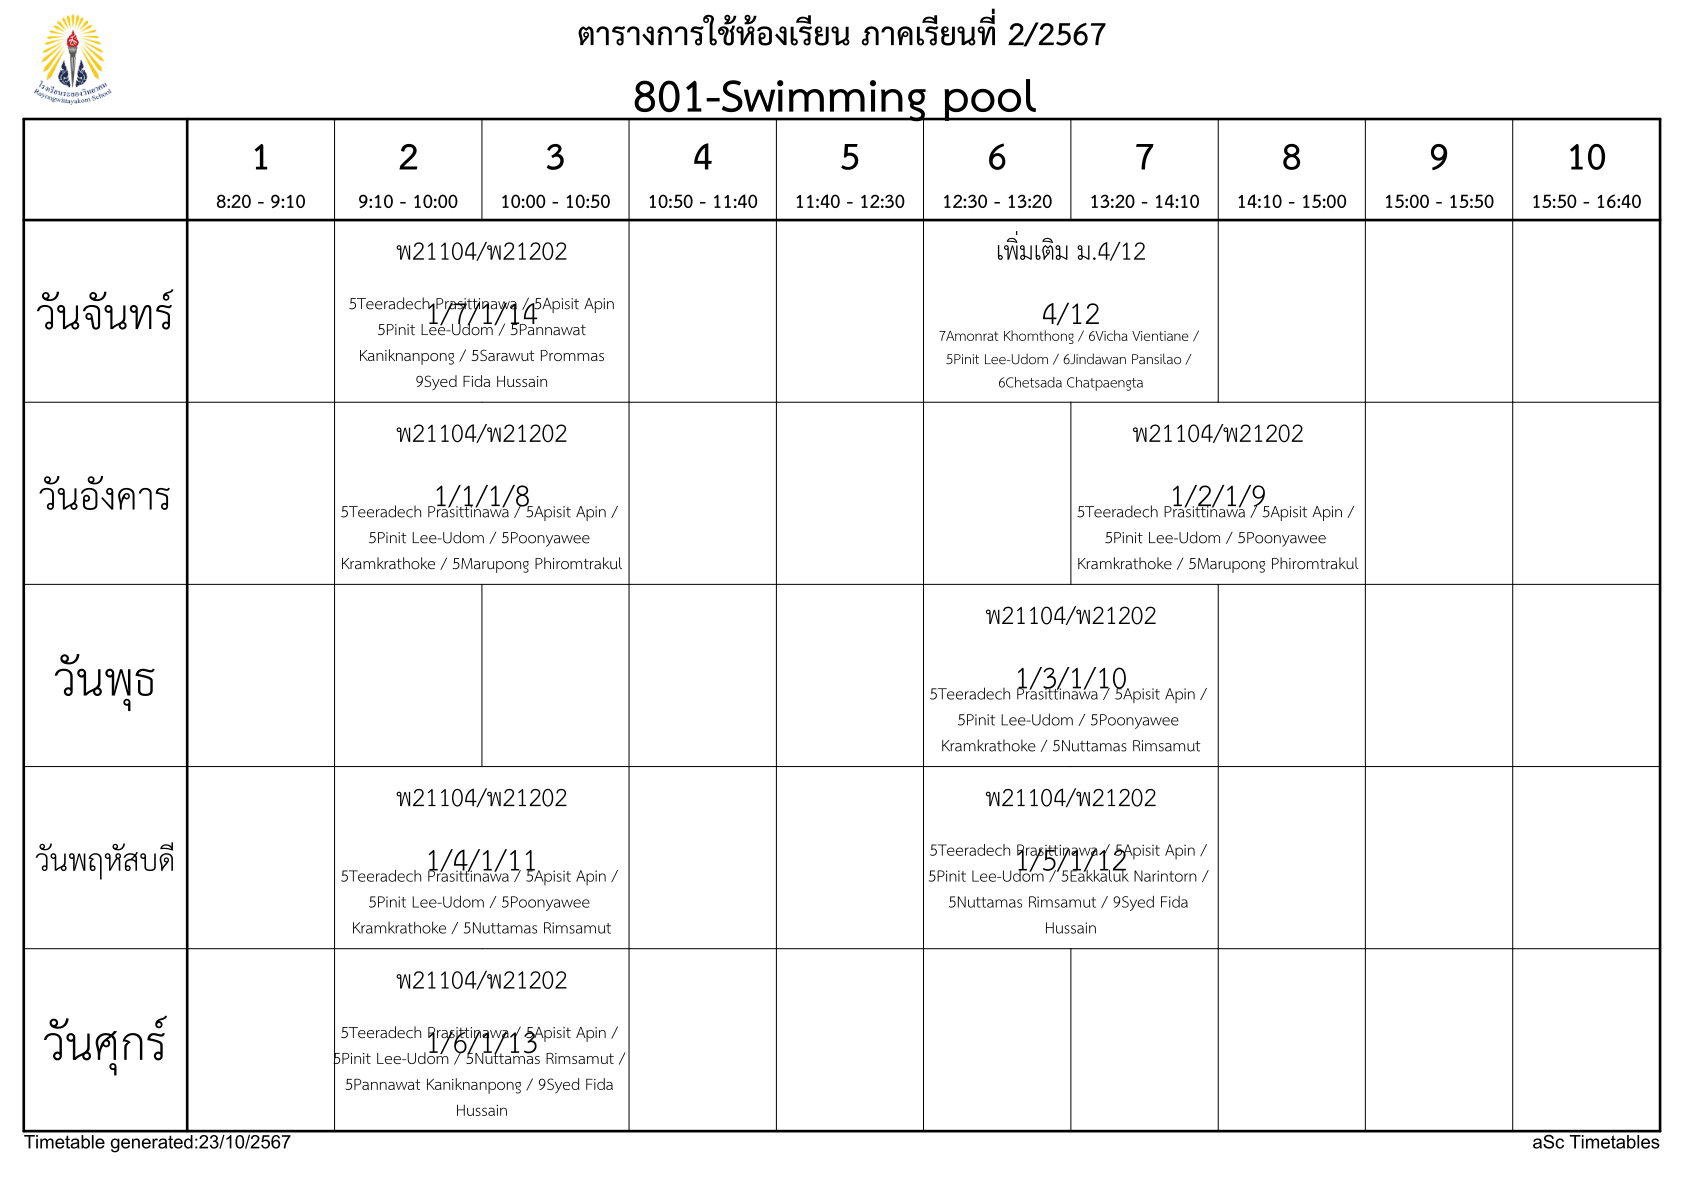 ตารางการใช้ห้องเรียน ภาคเรียนที่ 2/2567
โรงเรียนระยองวิทยาคม
Rayongwittayakom School
801-Swimming pool
1 2 3 4 5 6 7 8 9 10
8:20 - 9:10 9:10 - 10:00 10:00 - 10:50 10:50 - 11:40 11:40 - 12:30 12:30 - 13:20 13:20 - 14:10 14:10 - 15:00 15:00 - 15:50 15:50 - 16:40
วันจันทร์
พ21104/พ21202
1/7/1/14
5Teeradech Prasittinawa / 5Apisit Apin
5Pinit Lee-Udom / 5Pannawat
Kaniknanpong / 5Sarawut Prommas
9Syed Fida Hussain
เพิ่มเติม ม.4/12
4/12
7Amonrat Khomthong / 6Vicha Vientiane /
5Pinit Lee-Udom / 6Jindawan Pansilao /
6Chetsada Chatpaengta
วันอังคาร
พ21104/พ21202
1/1/1/8
5Teeradech Prasittinawa / 5Apisit Apin /
5Pinit Lee-Udom / 5Poonyawee
Kramkrathoke / 5Marupong Phiromtrakul
พ21104/พ21202
1/2/1/9
5Teeradech Prasittinawa / 5Apisit Apin /
5Pinit Lee-Udom / 5Poonyawee
Kramkrathoke / 5Marupong Phiromtrakul
วันพุธ
พ21104/พ21202
1/3/1/10
5Teeradech Prasittinawa / 5Apisit Apin /
5Pinit Lee-Udom / 5Poonyawee
Kramkrathoke / 5Nuttamas Rimsamut
วันพฤหัสบดี
พ21104/พ21202
1/4/1/11
5Teeradech Prasittinawa / 5Apisit Apin /
5Pinit Lee-Udom / 5Poonyawee
Kramkrathoke / 5Nuttamas Rimsamut
พ21104/พ21202
1/5/1/12
5Teeradech Prasittinawa / 5Apisit Apin /
5Pinit Lee-Udom / 5Eakkaluk Narintorn /
5Nuttamas Rimsamut / 9Syed Fida
Hussain
วันศุกร์
พ21104/พ21202
1/6/1/13
5Teeradech Prasittinawa / 5Apisit Apin /
5Pinit Lee-Udom / 5Nuttamas Rimsamut /
5Pannawat Kaniknanpong / 9Syed Fida
Hussain
Timetable generated:23/10/2567
aSc Timetables